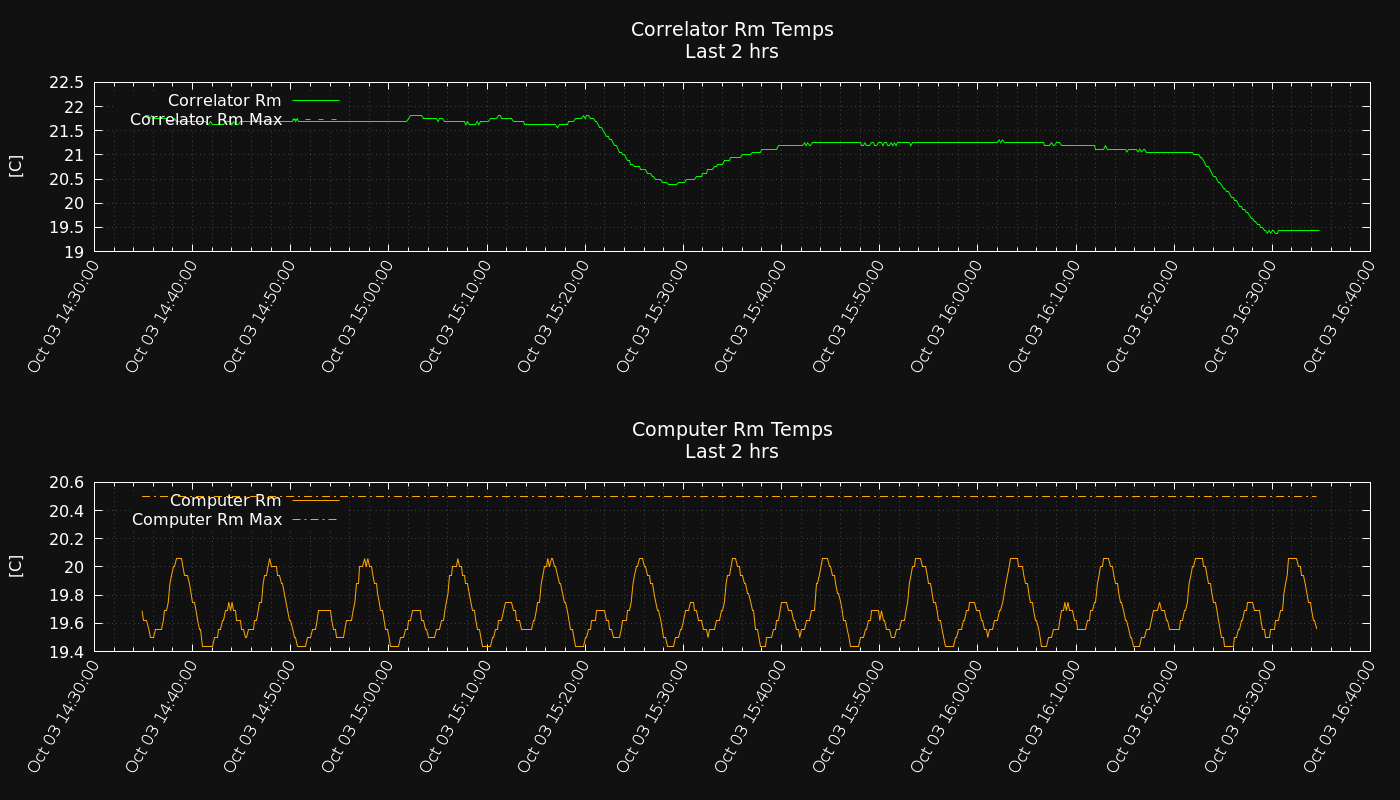 Correlator Rm Temps
Last 2 hrs
22.5
22
21.5
21
20.5
20
19.5
19
[C]
Correlator Rm
Correlator Rm Max
Oct 03 14:30:00
Oct 03 14:40:00
Oct 03 14:50:00
Oct 03 15:00:00
Oct 03 15:10:00
Oct 03 15:20:00
Oct 03 15:30:00
Oct 03 15:40:00
Oct 03 15:50:00
Oct 03 16:00:00
Oct 03 16:10:00
Oct 03 16:20:00
Oct 03 16:30:00
Oct 03 16:40:00
Computer Rm Temps
Last 2 hrs
20.6
20.4
20.2
20
19.8
19.6
19.4
[C]
Computer Rm
Computer Rm Max
Oct 03 14:30:00
Oct 03 14:40:00
Oct 03 14:50:00
Oct 03 15:00:00
Oct 03 15:10:00
Oct 03 15:20:00
Oct 03 15:30:00
Oct 03 15:40:00
Oct 03 15:50:00
Oct 03 16:00:00
Oct 03 16:10:00
Oct 03 16:20:00
Oct 03 16:30:00
Oct 03 16:40:00